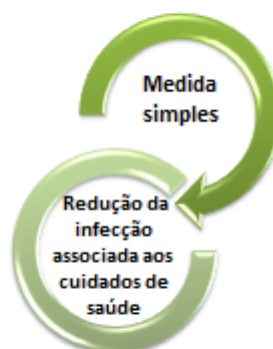 Medida
simples
Redução da
infecção
associada aos
cuidados de
saúde